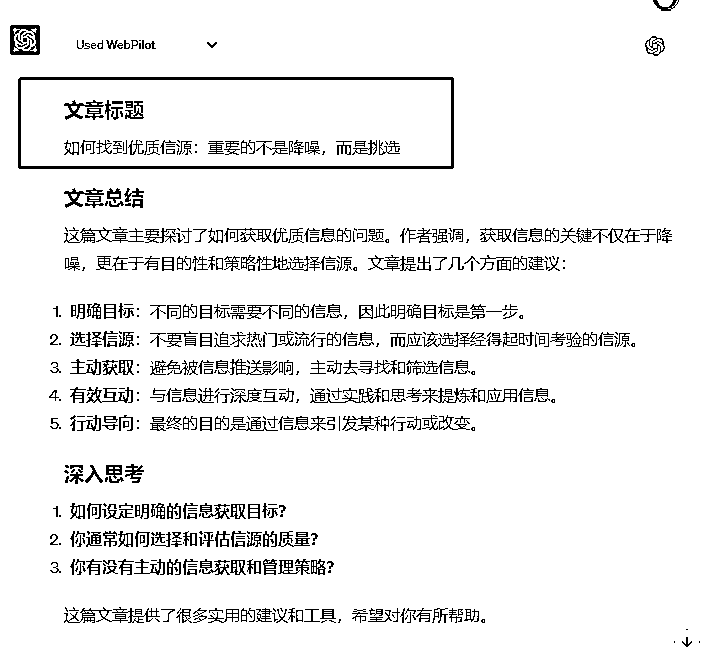 Used WebPilot
文章标题
如何找到优质信源：重要的不是降噪，而是挑选
文章总结
这篇文章主要探讨了如何获取优质信息的问题。作者强调，获取信息的关键不仅在于降
噪，更在于有目的性和策略性地选择信源。文章提出了几个方面的建议：
1. 明确目标：不同的目标需要不同的信息，因此明确目标是第一步。
2. 选择信源：不要盲目追求热门或流行的信息，而应该选择经得起时间考验的信源。
3. 主动获取：避免被信息推送影响，主动去寻找和筛选信息。
4. 有效互动：与信息进行深度互动，通过实践和思考来提炼和应用信息。
5. 行动导向：最终的目的是通过信息来引发某种行动或改变。
深入思考
1. 如何设定明确的信息获取目标？
2. 你通常如何选择和评估信源的质量？
3. 你有没有主动的信息获取和管理策略？
这篇文章提供了很多实用的建议和工具，希望对你有所帮助。